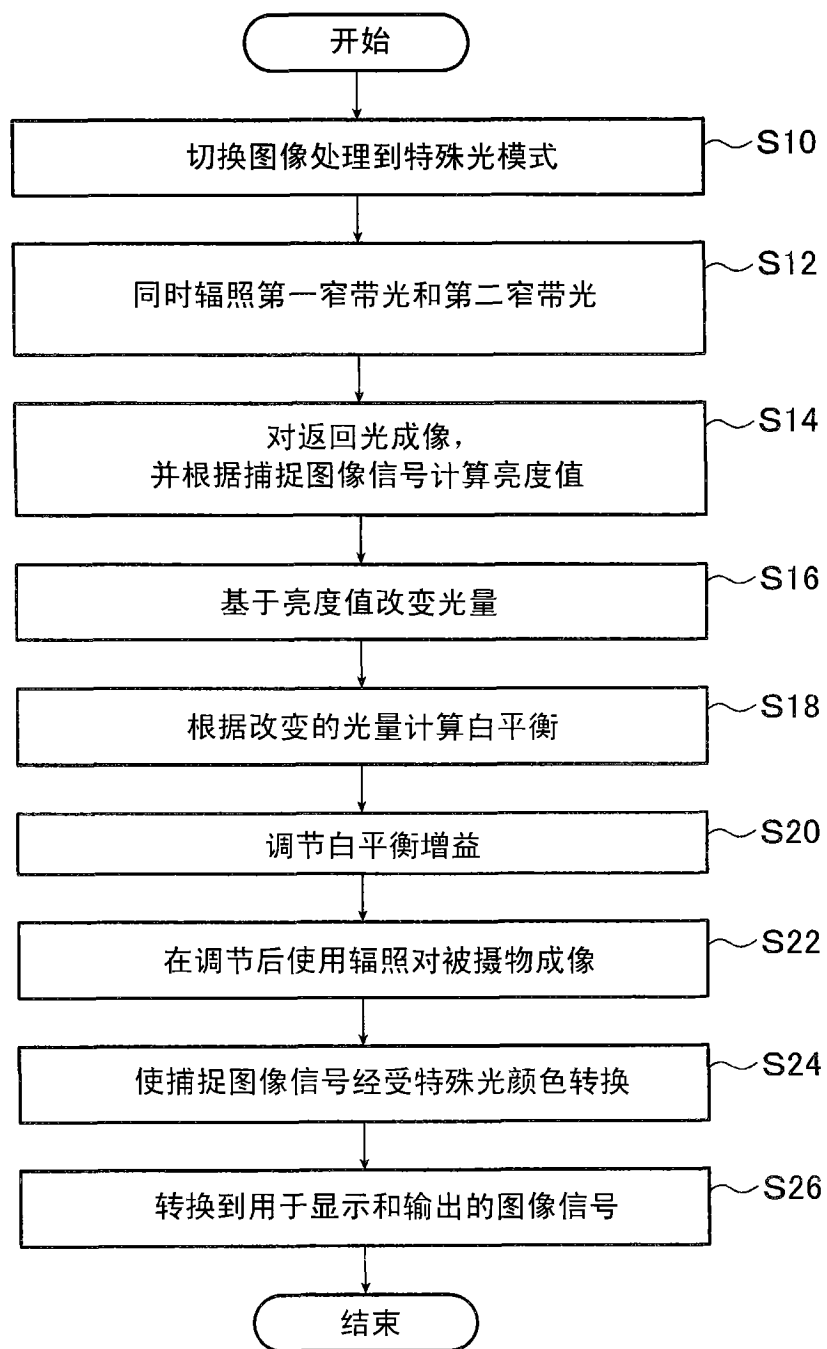 开始
切换图像处理到特殊光模式
S10
同时辐照第一窄带光和第二窄带光
S12
对返回光成像，
并根据捕捉图像信号计算亮度值
S14
基于亮度值改变光量
S16
根据改变的光量计算白平衡
S18
调节白平衡增益
S20
在调节后使用辐照对被摄物成像
S22
使捕捉图像信号经受特殊光颜色转换
S24
转换到用于显示和输出的图像信号
S26
结束